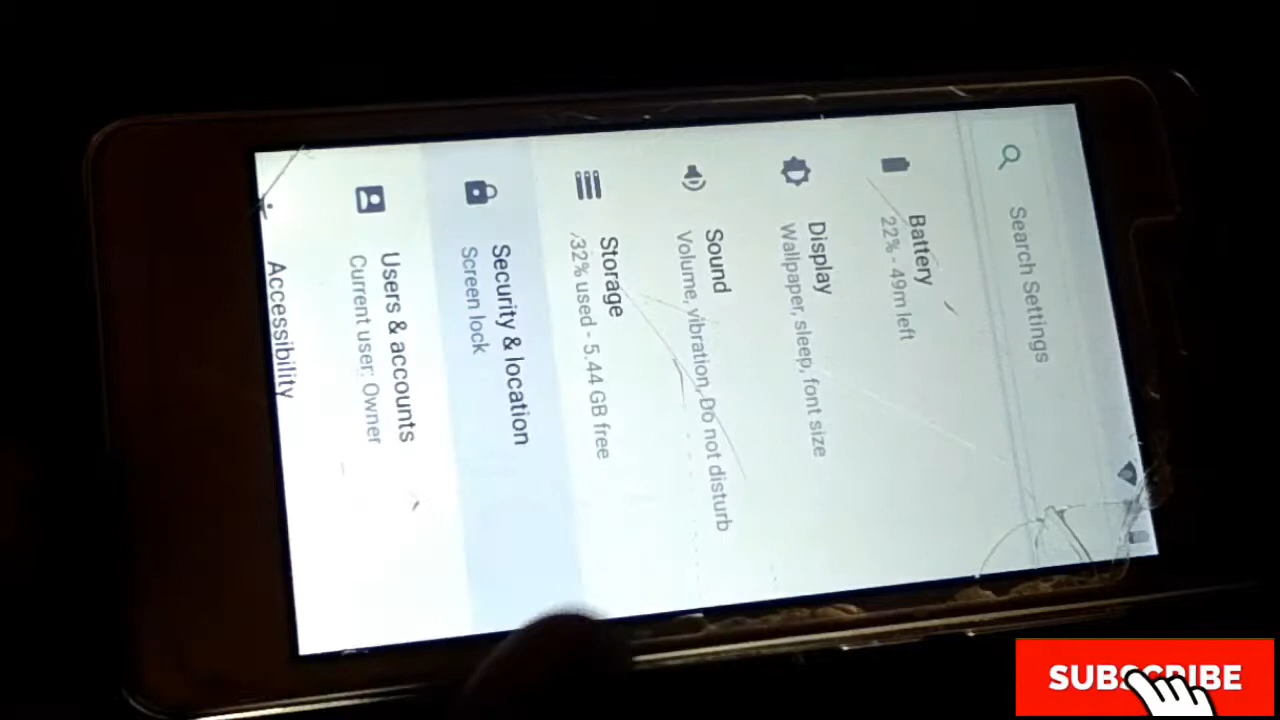 Search Settings
Battery
22% - 49m left
Display
Wallpaper, sleep, font size
Sound
Volume, vibration, Do not disturb
Storage
32% used - 5.44 GB free
Security & location
Screen lock
Users & accounts
Current user: Owner
Accessibility
SUBSCRIBE